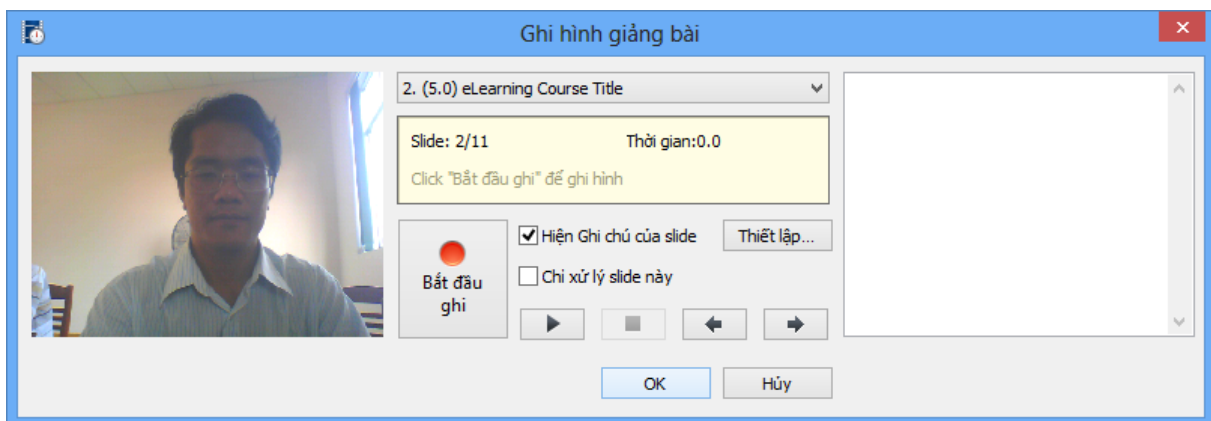 Ghi hình giảng bài
2. (5.0) eLearning Course Title
Slide: 2/11 Thời gian:0.0
Click "Bắt đầu ghi" để ghi hình
Bắt đầu
ghi
Hiện Ghi chú của slide
Thiết lập...
Chỉ xử lý slide này
OK
Hủy